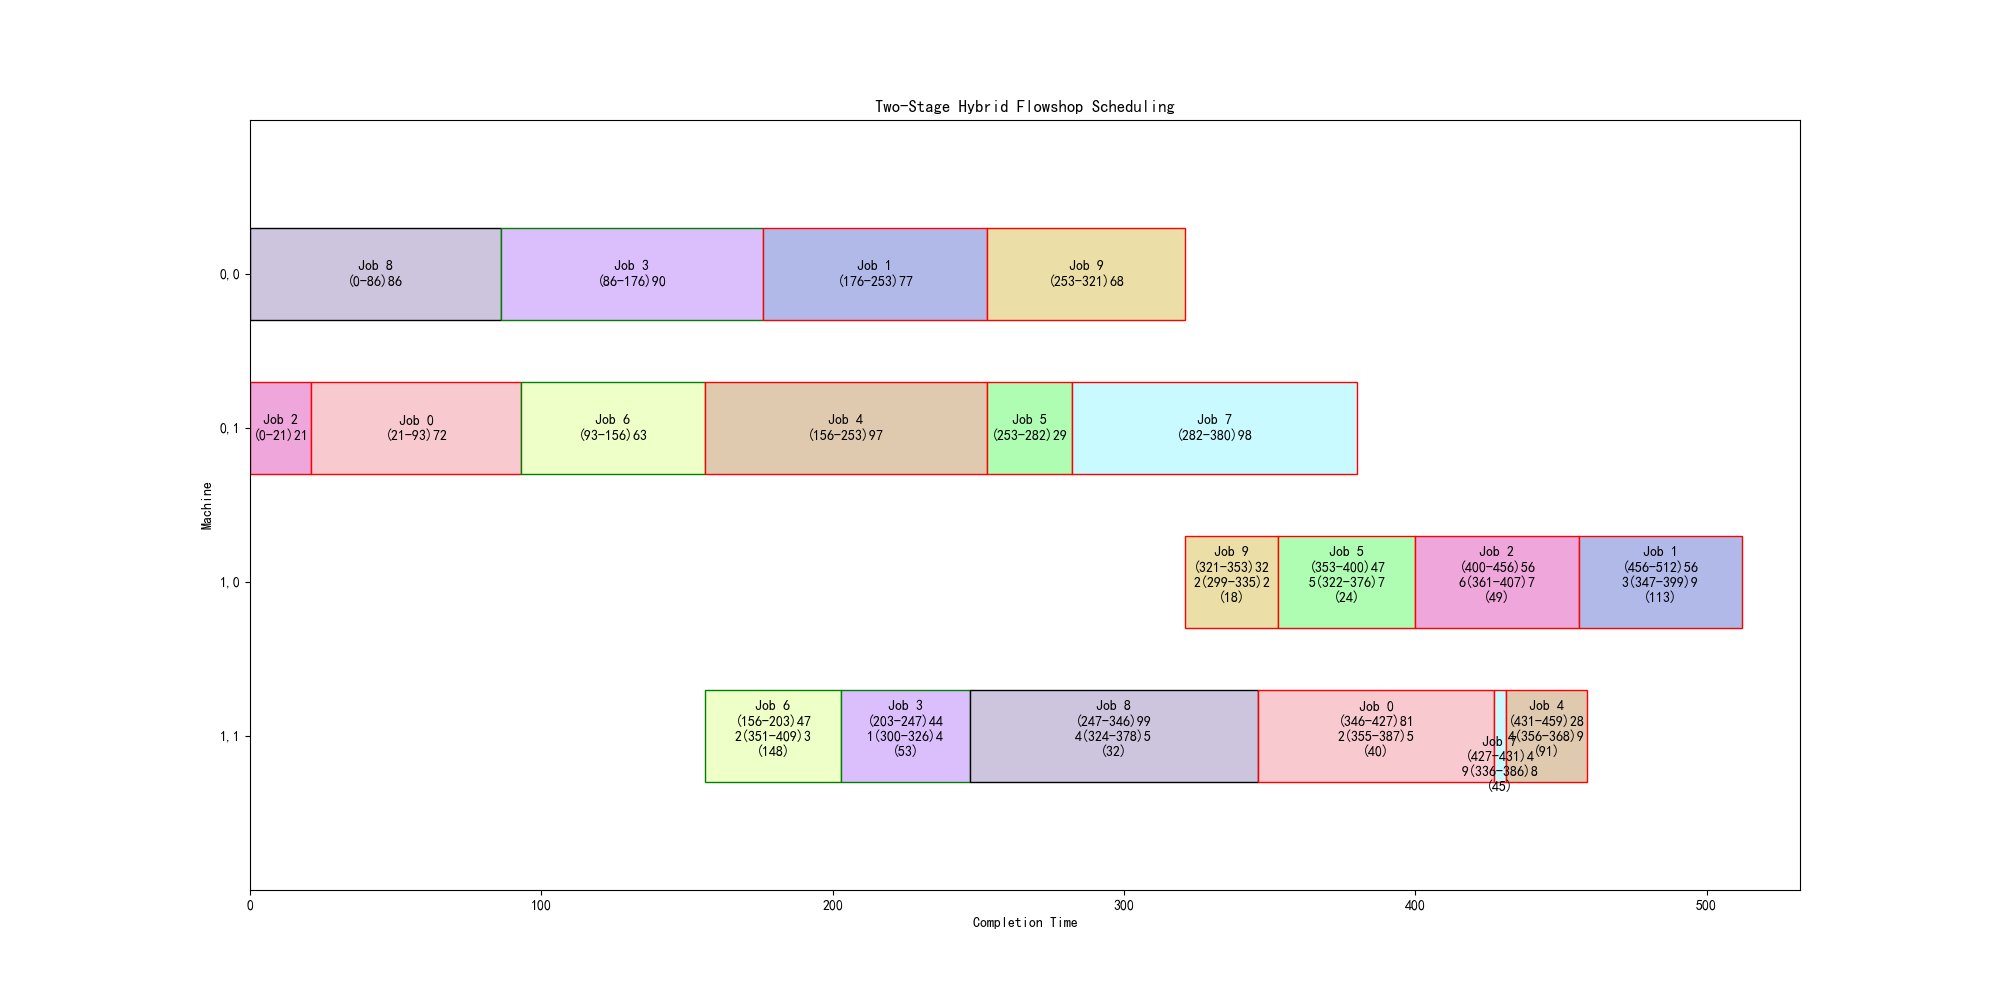 Two-Stage Hybrid Flowshop Scheduling
Machine
0,0
Job 8
(0-86)86
Job 3
(86-176)90
Job 1
(176-253)77
Job 9
(253-321)68
0,1
Job 2
(0-21)21
Job 0
(21-93)72
Job 6
(93-156)63
Job 4
(156-253)97
Job 5
(253-282)29
Job 7
(282-380)98
1,0
Job 9
(321-353)32
2(299-335)2
(18)
Job 5
(353-400)47
5(322-376)7
(24)
Job 2
(400-456)56
6(361-407)7
(49)
Job 1
(456-512)56
3(347-399)9
(113)
1,1
Job 6
(156-203)47
2(351-409)3
(148)
Job 3
(203-247)44
1(300-326)4
(53)
Job 8
(247-346)99
4(324-378)5
(32)
Job 0
(346-427)81
2(355-387)5
(40)
Job 7
(427-431)4
9(336-386)8
(45)
Job 4
(431-459)28
4(356-368)9
(91)
0
100
200
300
400
500
Completion Time